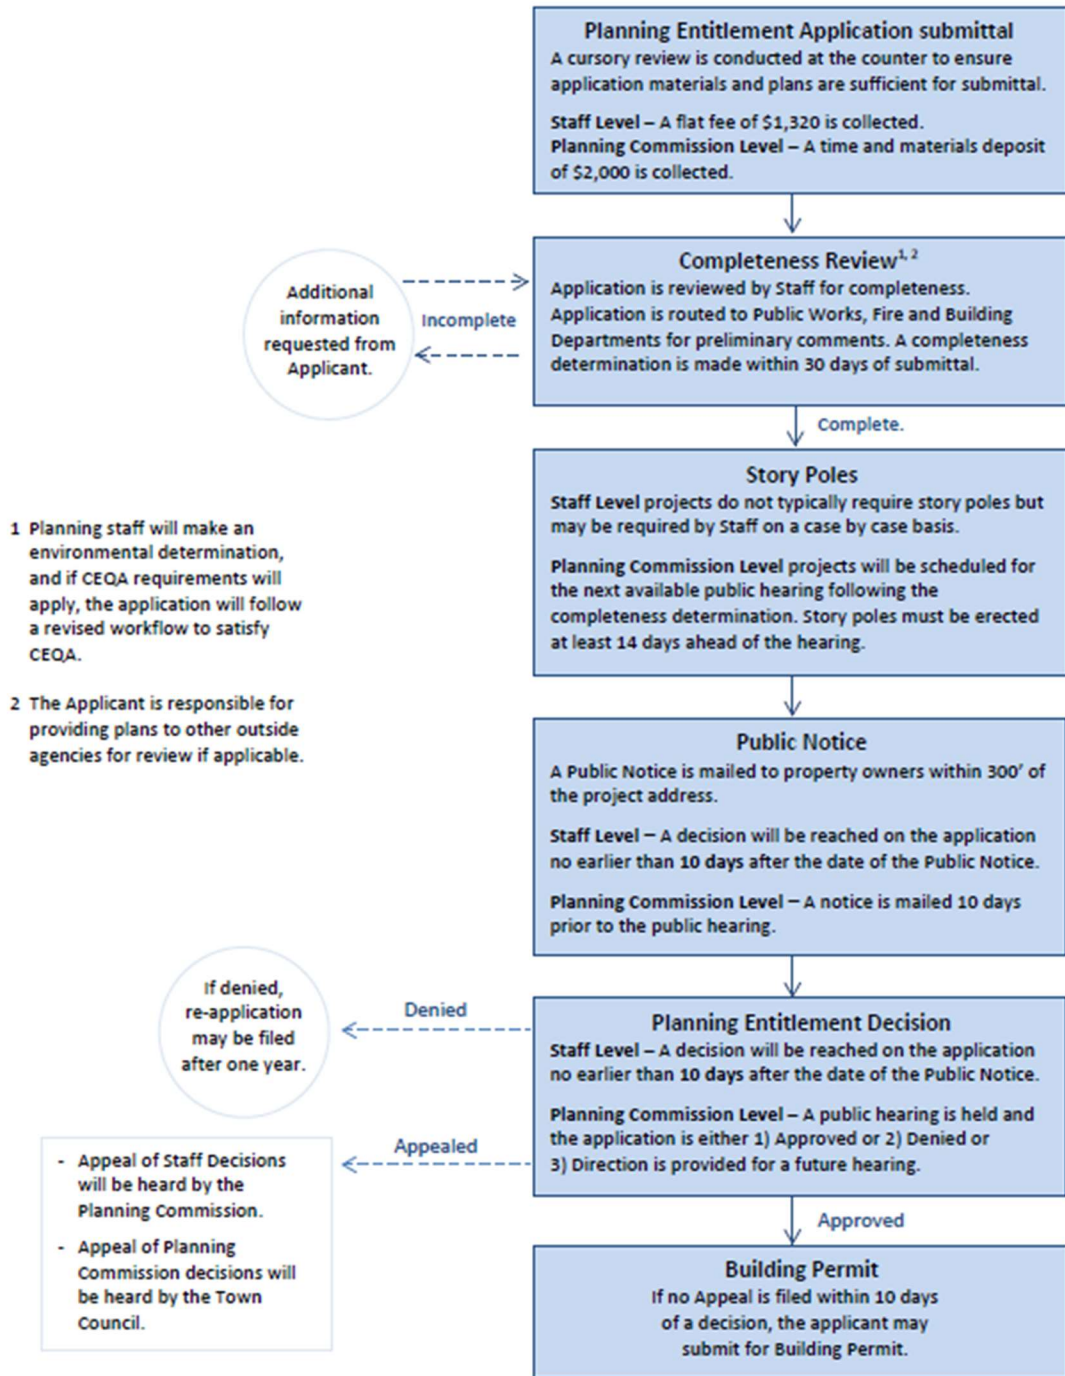 Planning Entitlement Application submittal
A cursory review is conducted at the counter to ensure
application materials and plans are sufficient for submittal.
Staff Level – A flat fee of $1,320 is collected.
Planning Commission Level – A time and materials deposit
of $2,000 is collected.
Completeness Review1, 2
Application is reviewed by Staff for completeness.
Application is routed to Public Works, Fire and Building
Departments for preliminary comments. A completeness
determination is made within 30 days of submittal.
Incomplete
Additional
information
requested from
Applicant.
Complete.
Story Poles
Staff Level projects do not typically require story poles but
may be required by Staff on a case by case basis.
Planning Commission Level projects will be scheduled for
the next available public hearing following the
completeness determination. Story poles must be erected
at least 14 days ahead of the hearing.
1 Planning staff will make an
environmental determination,
and if CEQA requirements will
apply, the application will follow
a revised workflow to satisfy
CEQA.
2 The Applicant is responsible for
providing plans to other outside
agencies for review if applicable.
Public Notice
A Public Notice is mailed to property owners within 300' of
the project address.
Staff Level – A decision will be reached on the application
no earlier than 10 days after the date of the Public Notice.
Planning Commission Level – A notice is mailed 10 days
prior to the public hearing.
Planning Entitlement Decision
Staff Level – A decision will be reached on the application
no earlier than 10 days after the date of the Public Notice.
Planning Commission Level – A public hearing is held and
the application is either 1) Approved or 2) Denied or
3) Direction is provided for a future hearing.
Denied
If denied,
re-application
may be filed
after one year.
Appealed
- Appeal of Staff Decisions
will be heard by the
Planning Commission.
- Appeal of Planning
Commission decisions will
be heard by the Town
Council.
Approved
Building Permit
If no Appeal is filed within 10 days
of a decision, the applicant may
submit for Building Permit.